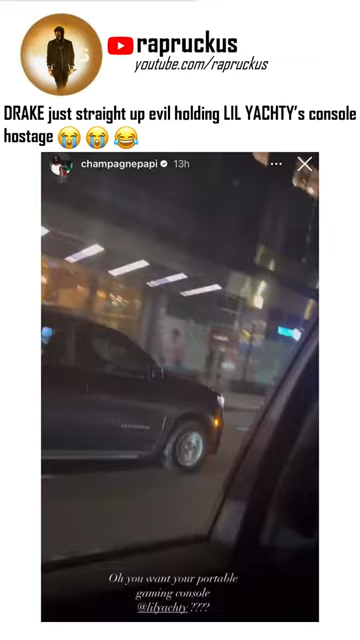 rapruckus
youtube.com/rapruckus
DRAKE just straight up evil holding LIL YACHTY's console
hostage 😭 😭 😂
champagnepapi 13h
Oh you want your portable
gaming console
@lilyachty ????